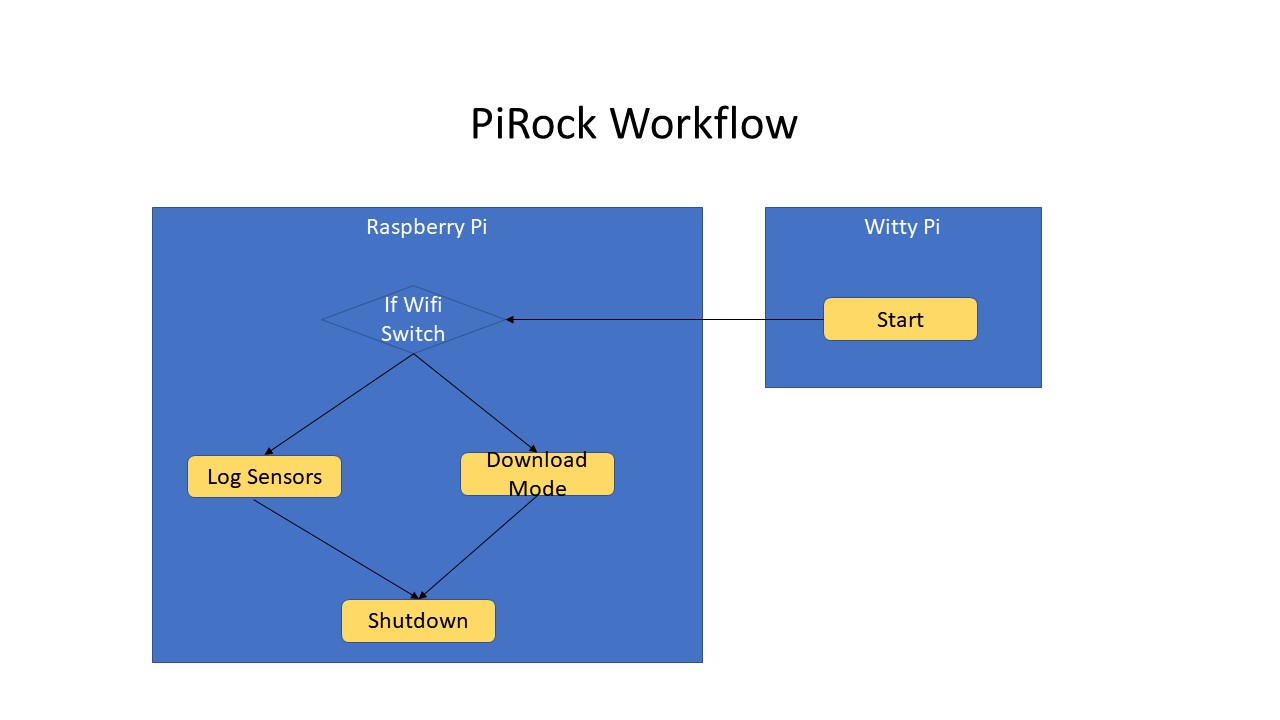 PiRock Workflow
Raspberry Pi
Witty Pi
If Wifi
Switch
Start
Log Sensors
Download
Mode
Shutdown